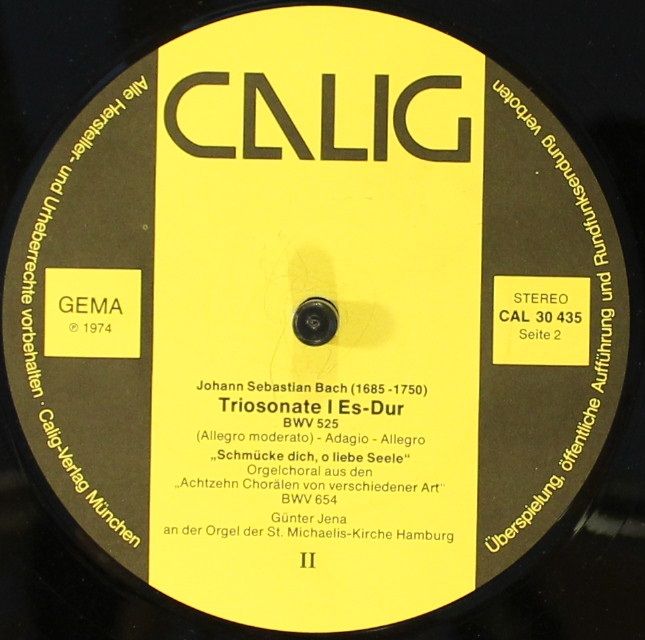 CALIG
GEMA
℗ 1974
STEREO
CAL 30 435
Seite 2
Johann Sebastian Bach (1685-1750)
Triosonate I Es-Dur
BWV 525
(Allegro moderato) - Adagio - Allegro
„Schmücke dich, o liebe Seele"
Orgelchoral aus den
„Achtzehn Chorälen von verschiedener Art"
BWV 654
Günter Jena
an der Orgel der St. Michaelis-Kirche Hamburg
II
Alle Hersteller- und Urheberrechte vorbehalten · Calig-Verlag München
Überspielung, öffentliche Aufführung und Rundfunksendung verboten